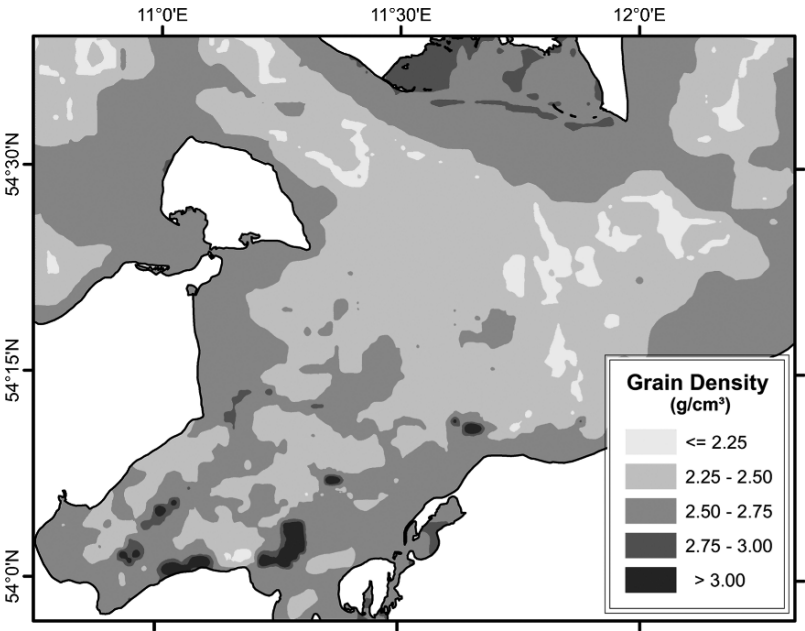 11°0'E 11°30'E 12°0'E
54°30'N
54°15'N
54°0'N
Grain Density
(g/cm³)
<= 2.25
2.25 - 2.50
2.50 - 2.75
2.75 - 3.00
> 3.00